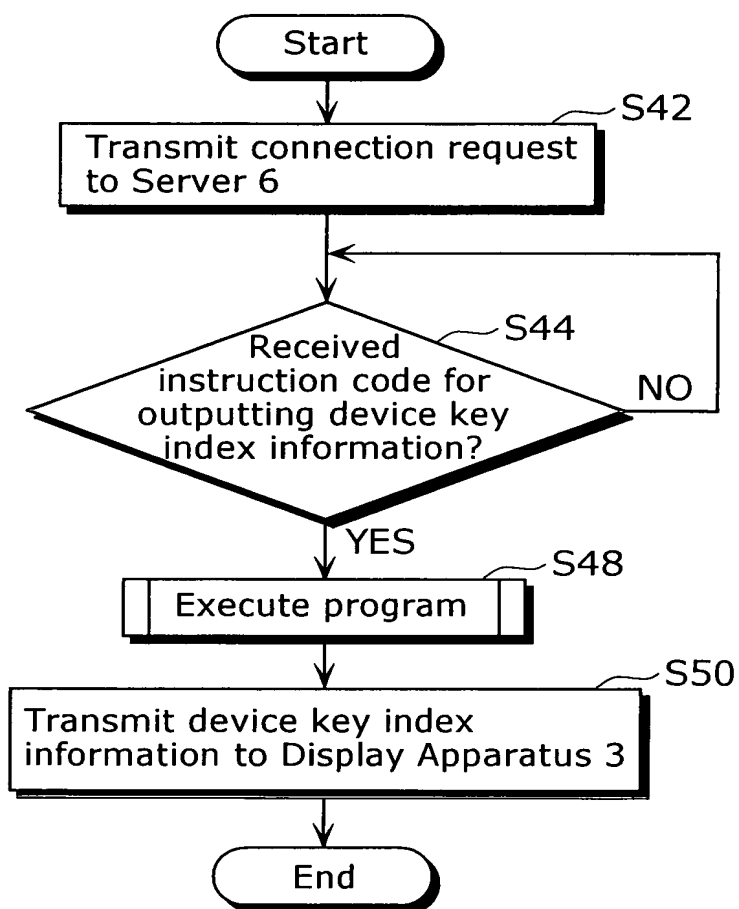 Start
S42
Transmit connection request
to Server 6
S44
Received
instruction code for
outputting device key
index information?
NO
YES
S48
Execute program
S50
Transmit device key index
information to Display Apparatus 3
End